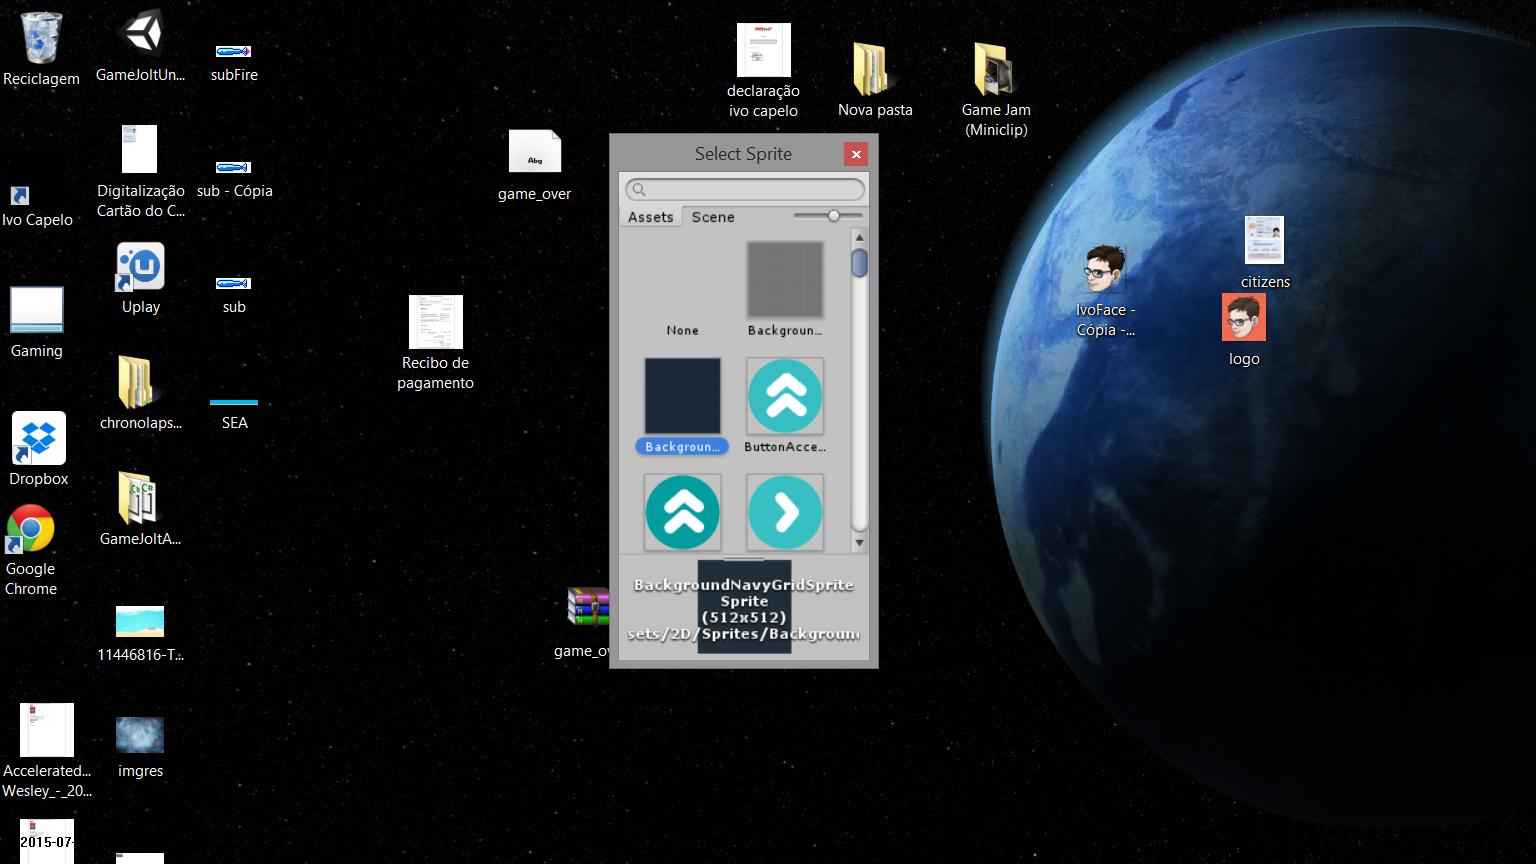 Reciclagem
GameJoltUn...
subFire
Ivo Capelo
Digitalização
Cartão do C...
sub - Cópia
Gaming
Uplay
sub
Dropbox
chronolaps...
SEA
Google
Chrome
GameJoltA...
11446816-T...
Accelerated...
Wesley_-_20...
imgres
2015-07-
declaração
ivo capelo
Nova pasta
Game Jam
(Miniclip)
Abg
game_over
Recibo de
pagamento
game_ov
Select Sprite
Assets
Scene
None
Backgroun...
Backgroun...
ButtonAcce...
BackgroundNavyGridSprite
Sprite
(512x512)
sets/2D/Sprites/Background
IvoFace -
Cópia -...
citizens
logo